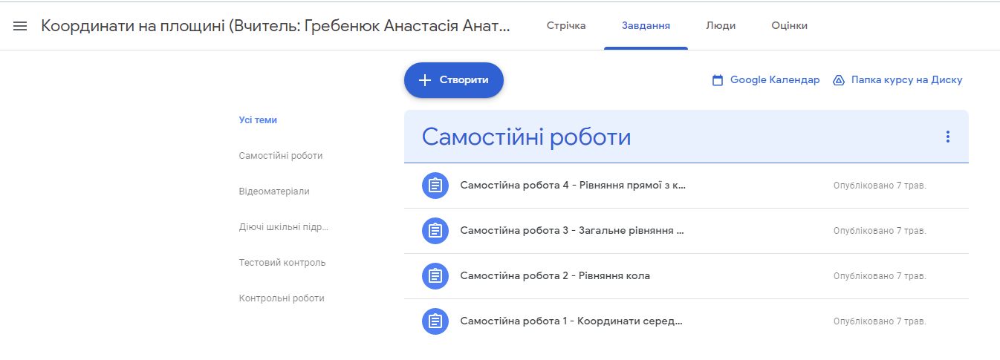 Координати на площині (Вчитель: Гребенюк Анастасія Анат...
Стрічка
Завдання
Люди
Оцінки
Створити
Google Календар
Папка курсу на Диску
Усі теми
Самостійні роботи
Відеоматеріали
Діючі шкільні підр...
Тестовий контроль
Контрольні роботи
Самостійні роботи
Самостійна робота 4 - Рівняння прямої з к...
Опубліковано 7 трав.
Самостійна робота 3 - Загальне рівняння ...
Опубліковано 7 трав.
Самостійна робота 2 - Рівняння кола
Опубліковано 7 трав.
Самостійна робота 1 - Координати серед...
Опубліковано 7 трав.